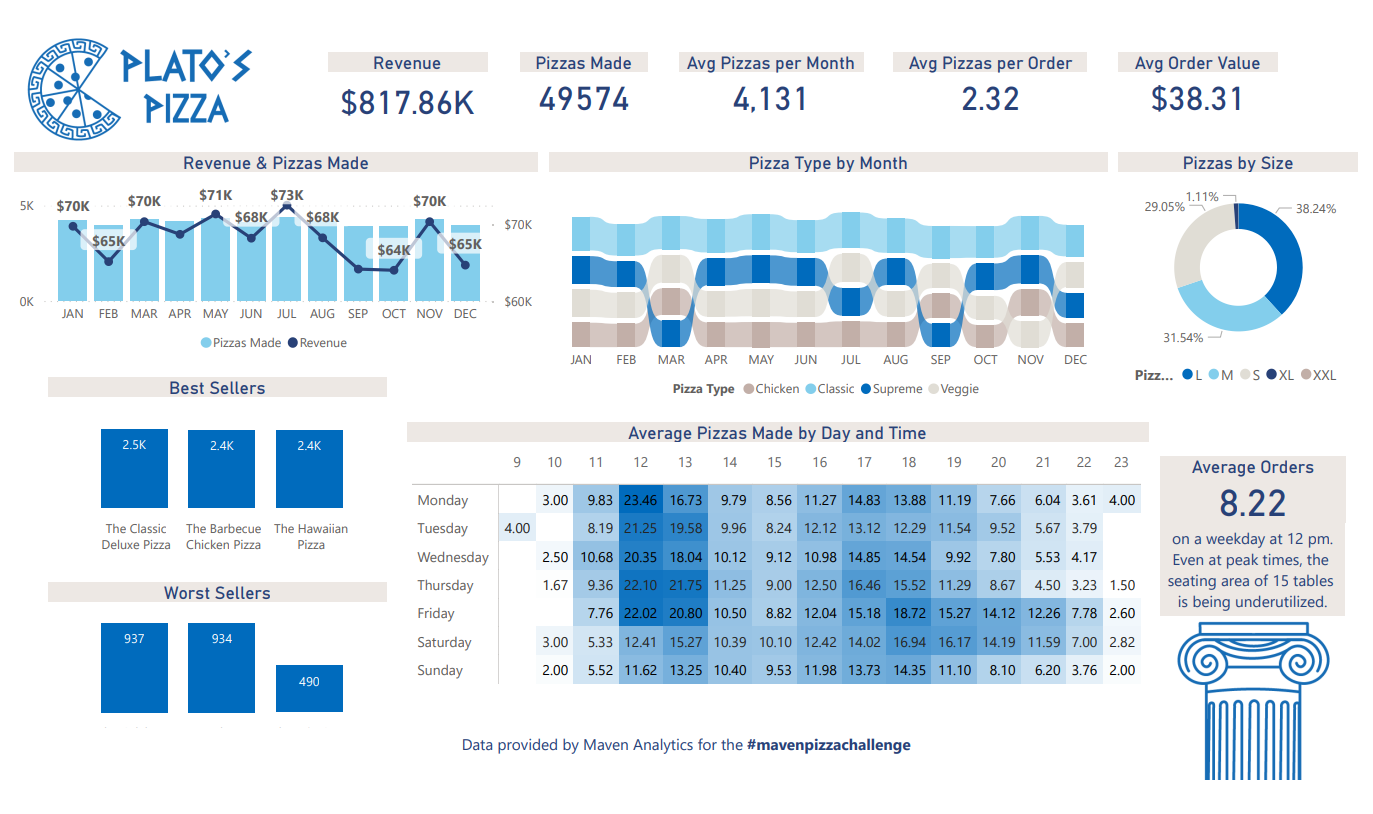 PLATO'S
PIZZA
Revenue
$817.86K
Pizzas Made
49574
Avg Pizzas per Month
4,131
Avg Pizzas per Order
2.32
Avg Order Value
$38.31
Revenue & Pizzas Made
5K
0K
$70K
$65K
$70K
$71K
$68K
$73K
$68K
$64K
$70K
$65K
$70K
$60K
JAN FEB MAR APR MAY JUN JUL AUG SEP OCT NOV DEC
Pizzas Made Revenue
Pizza Type by Month
JAN FEB MAR APR MAY JUN JUL AUG SEP OCT NOV DEC
Pizza Type Chicken Classic Supreme Veggie
Pizzas by Size
1.11%
29.05%
38.24%
31.54%
Pizz... L M S XL XXL
Best Sellers
2.5K 2.4K 2.4K
The Classic Deluxe Pizza
The Barbecue Chicken Pizza
The Hawaiian Pizza
Worst Sellers
937 934 490
Average Pizzas Made by Day and Time
9 10 11 12 13 14 15 16 17 18 19 20 21 22 23
Monday 3.00 9.83 23.46 16.73 9.79 8.56 11.27 14.83 13.88 11.19 7.66 6.04 3.61 4.00
Tuesday 4.00 8.19 21.25 19.58 9.96 8.24 12.12 13.12 12.29 11.54 9.52 5.67 3.79
Wednesday 2.50 10.68 20.35 18.04 10.12 9.12 10.98 14.85 14.54 9.92 7.80 5.53 4.17
Thursday 1.67 9.36 22.10 21.75 11.25 9.00 12.50 16.46 15.52 11.29 8.67 4.50 3.23 1.50
Friday 7.76 22.02 20.80 10.50 8.82 12.04 15.18 18.72 15.27 14.12 12.26 7.78 2.60
Saturday 3.00 5.33 12.41 15.27 10.39 10.10 12.42 14.02 16.94 16.17 14.19 11.59 7.00 2.82
Sunday 2.00 5.52 11.62 13.25 10.40 9.53 11.98 13.73 14.35 11.10 8.10 6.20 3.76 2.00
Average Orders
8.22
on a weekday at 12 pm.
Even at peak times, the
seating area of 15 tables
is being underutilized.
Data provided by Maven Analytics for the #mavenpizzachallenge